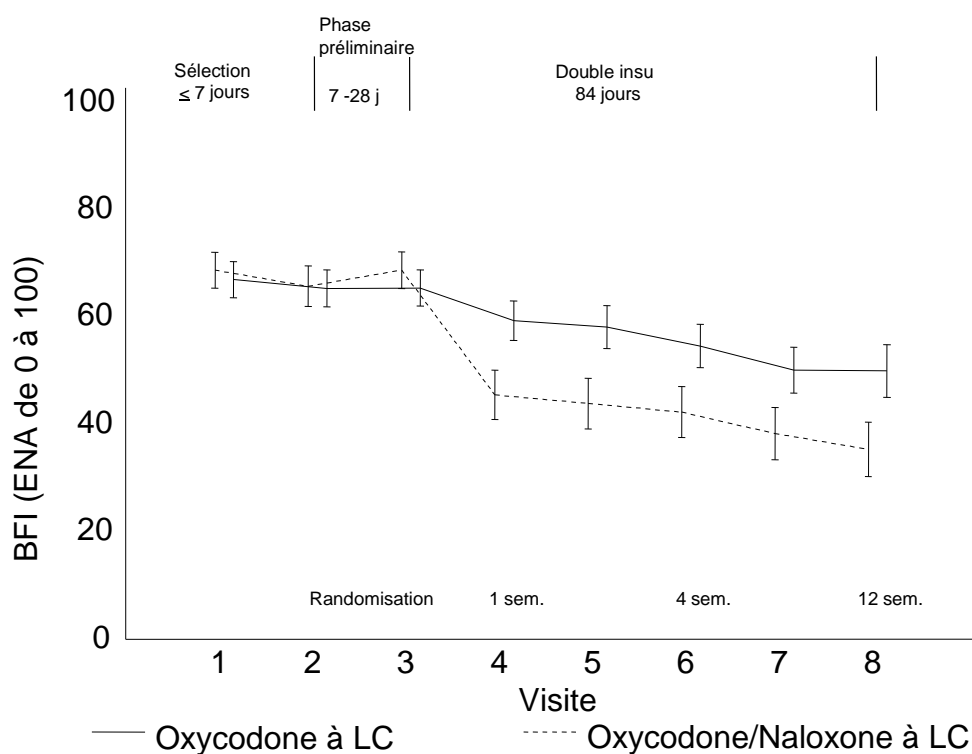 Phase
préliminaire
Sélection
≤ 7 jours
7 -28 j
Double insu
84 jours
BFI (ENA de 0 à 100)
100
80
60
40
20
0
Randomisation
1 sem.
4 sem.
12 sem.
1 2 3 4 5 6 7 8
Visite
Oxycodone à LC
Oxycodone/Naloxone à LC